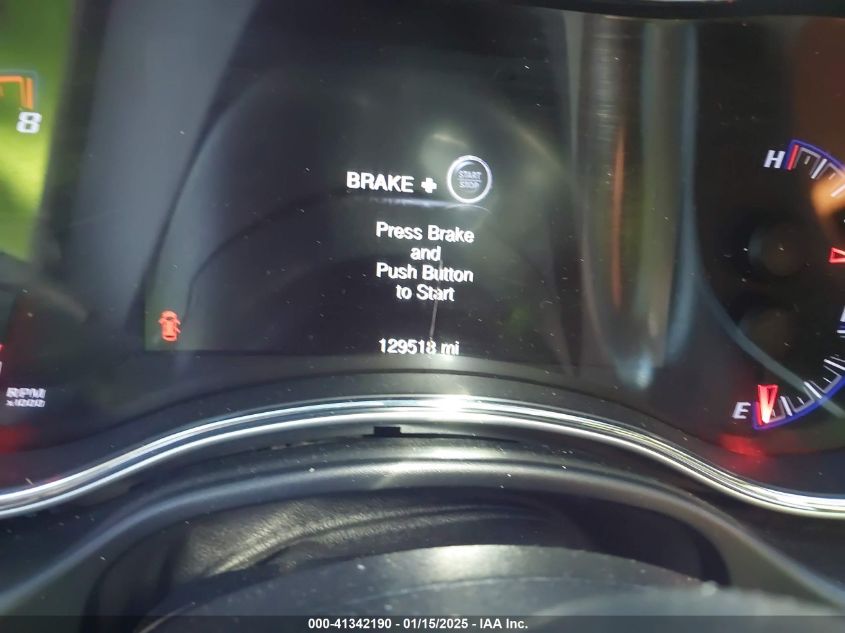 8
BRAKE + START STOP
H
Press Brake
and
Push Button
to Start
129518 mi
RPM
x1000
E
000-41342190 - 01/15/2025 - IAA Inc.